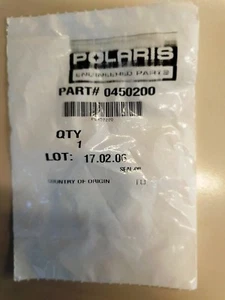 POLARIS
ENGINEERED PARTS
PART# 0450200
QTY
1
LOT: 17.02.06
COUNTRY OF ORIGIN